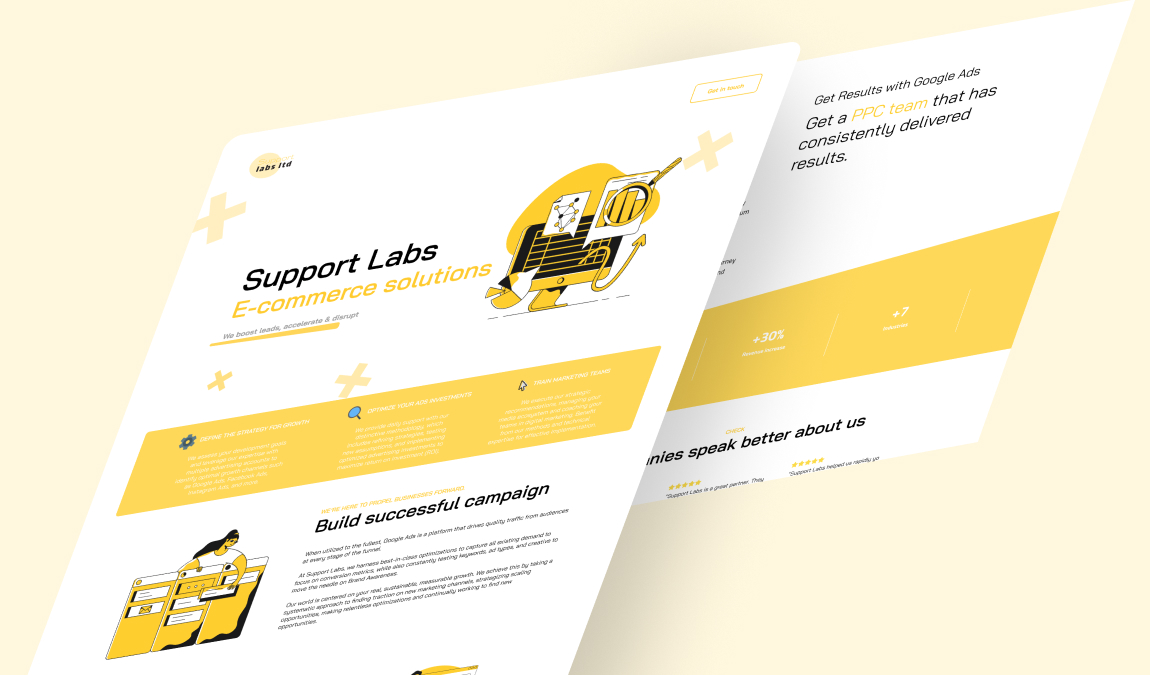 Get in touch
labs ltd
Support Labs
E-commerce solutions
We boost leads, accelerate & disrupt
DEFINE THE STRATEGY FOR GROWTH
OPTIMIZE YOUR ADS INVESTMENTS
TRAIN MARKETING TEAMS
WE'RE HERE TO PROPEL BUSINESSES FORWARD
Build successful campaign
When utilized to the fullest, Google Ads is a platform that drives quality traffic from audiences
at every stage of the funnel.
At Support Labs, we harness best-in-class optimizations to capture all existing demand to
focus on conversion metrics, while also constantly testing keywords, ad types, and creative to
move the needle on Brand Awareness.
Our world is centered on your real, sustainable, measurable growth. We achieve this by taking a
systematic approach to finding traction on new marketing channels, strategizing scaling
opportunities, making relentless optimizations and continually working to find new
opportunities.
Get Results with Google Ads
Get a PPC team that has
consistently delivered
results.
+30%
Revenue Increase
+7
Industries
nies speak better about us
"Support Labs is a great partner. They
"Support Labs helped us rapidly go